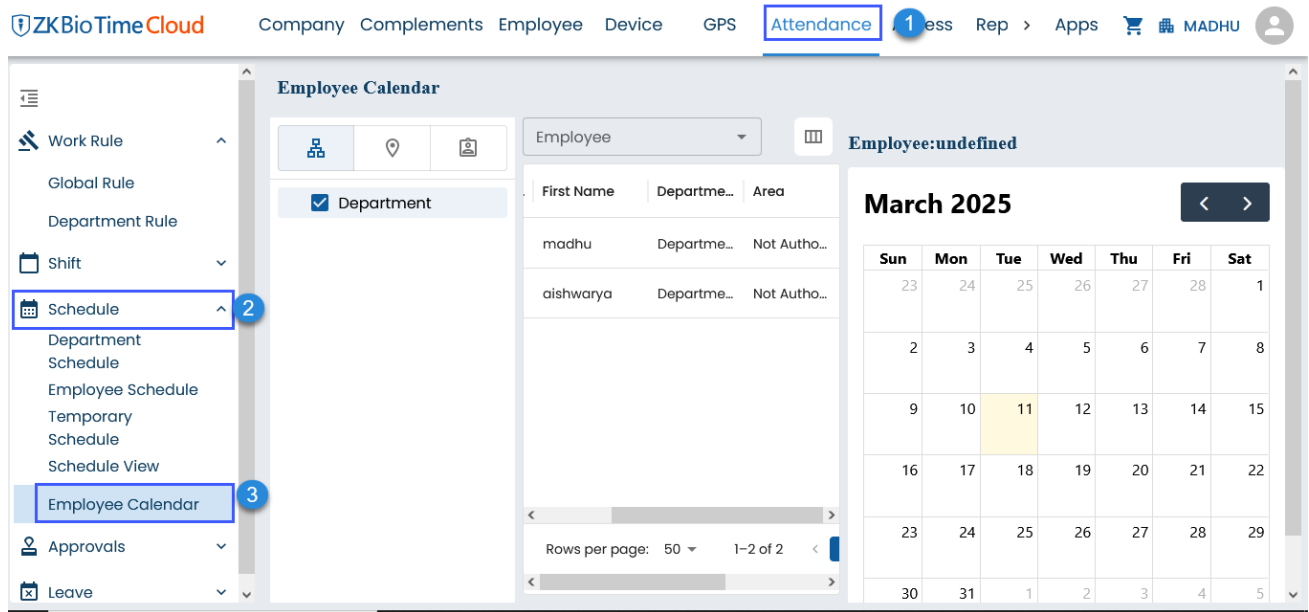 ZKBioTime Cloud
Company Complements Employee Device GPS Attendance 1 ess Rep > Apps MADHU
Employee Calendar
Work Rule
Global Rule
Department Rule
Shift
Schedule 2
Department
Schedule
Employee Schedule
Temporary
Schedule
Schedule View
Employee Calendar 3
Approvals
Leave
Department
Employee
First Name Departme... Area
madhu Departme... Not Autho...
aishwarya Departme... Not Autho...
Rows per page: 50 1–2 of 2
Employee:undefined
March 2025
Sun Mon Tue Wed Thu Fri Sat
23 24 25 26 27 28 1
2 3 4 5 6 7 8
9 10 11 12 13 14 15
16 17 18 19 20 21 22
23 24 25 26 27 28 29
30 31 1 2 3 4 5